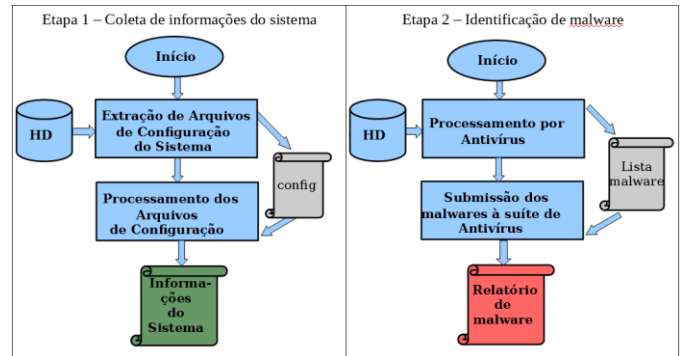 Etapa 1 – Coleta de informações do sistema
Início
HD
Extração de Arquivos
de Configuração
do Sistema
config
Processamento dos
Arquivos
de Configuração
Informa-
ções
do
Sistema
Etapa 2 – Identificação de malware
Início
HD
Processamento por
Antivírus
Lista
malware
Submissão dos
malwares à suíte de
Antivírus
Relatório
de
malware